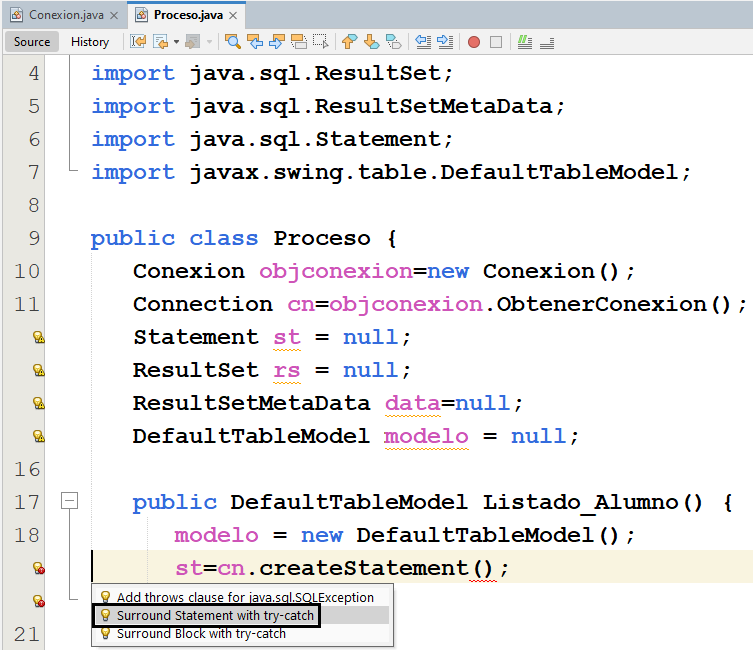 Conexion.java Proceso.java
Source History
4 import java.sql.ResultSet;
5 import java.sql.ResultSetMetaData;
6 import java.sql.Statement;
7 import javax.swing.table.DefaultTableModel;
8
9 public class Proceso {
10 Conexion objconexion=new Conexion();
11 Connection cn=objconexion.ObtenerConexion();
Statement st = null;
ResultSet rs = null;
ResultSetMetaData data=null;
DefaultTableModel modelo = null;
16
17 public DefaultTableModel Listado_Alumno() {
18 modelo = new DefaultTableModel();
st=cn.createStatement();
Add throws clause for java.sql.SQLException
Surround Statement with try-catch
21 Surround Block with try-catch